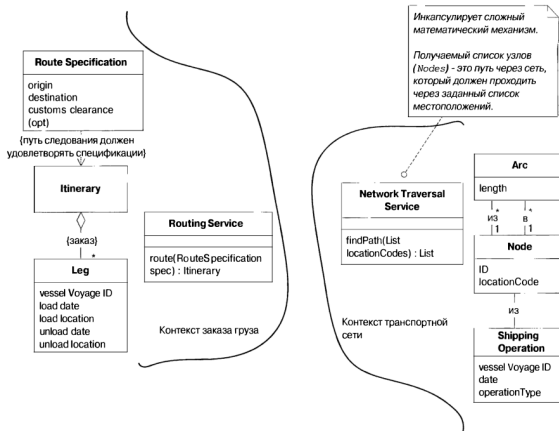 Route Specification
origin
destination
customs clearance
(opt)
{путь следования должен
удовлетворять спецификации}
Itinerary
{заказ}
*
Leg
vessel Voyage ID
load date
load location
unload date
unload location
Routing Service
route(RouteSpecification
spec) : Itinerary
Контекст заказа груза
Инкапсулирует сложный
математический механизм.
Получаемый список узлов
(Nodes) - это путь через сеть,
который должен проходить
через заданный список
местоположений.
Network Traversal
Service
findPath(List
locationCodes) : List
Контекст транспортной
сети
Arc
length
* *
из в
1 1
Node
ID
locationCode
из
Shipping
Operation
vessel Voyage ID
date
operationType